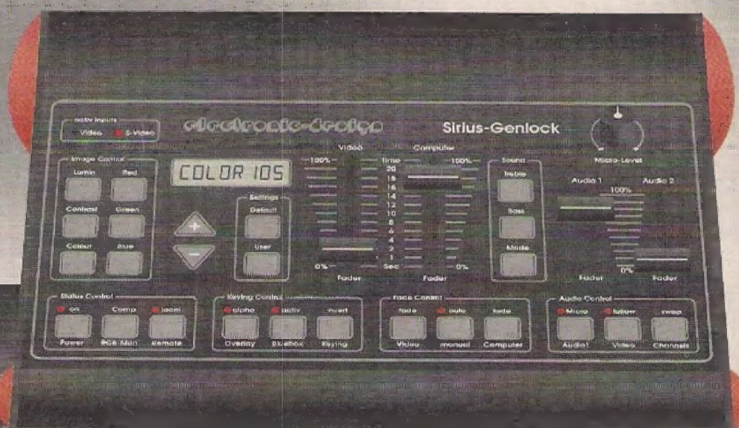 activ Inputs
Video S-Video
electronic-design
Sirius-Genlock
Micro-Level
Image Control
Lumin Red
Contrast Green
Colour Blue
COLOR 105
Settings
Default
User
Video Computer
100% Time 100%
20
18
16
14
12
10
8
6
4
2
1
0% Sec 0%
Fader Fader
Sound
Treble
Bass
Mode
Audio 1 Audio 2
100%
0%
Fader Fader
Status Control
on Comp local
Power RGB Man. Remote
Keying Control
alpha activ invert
Overlay Bluebox Keying
Fade Control
fade auto fade
Video manual Computer
Audio Control
Micro follow swap
Audio1 Video Channels